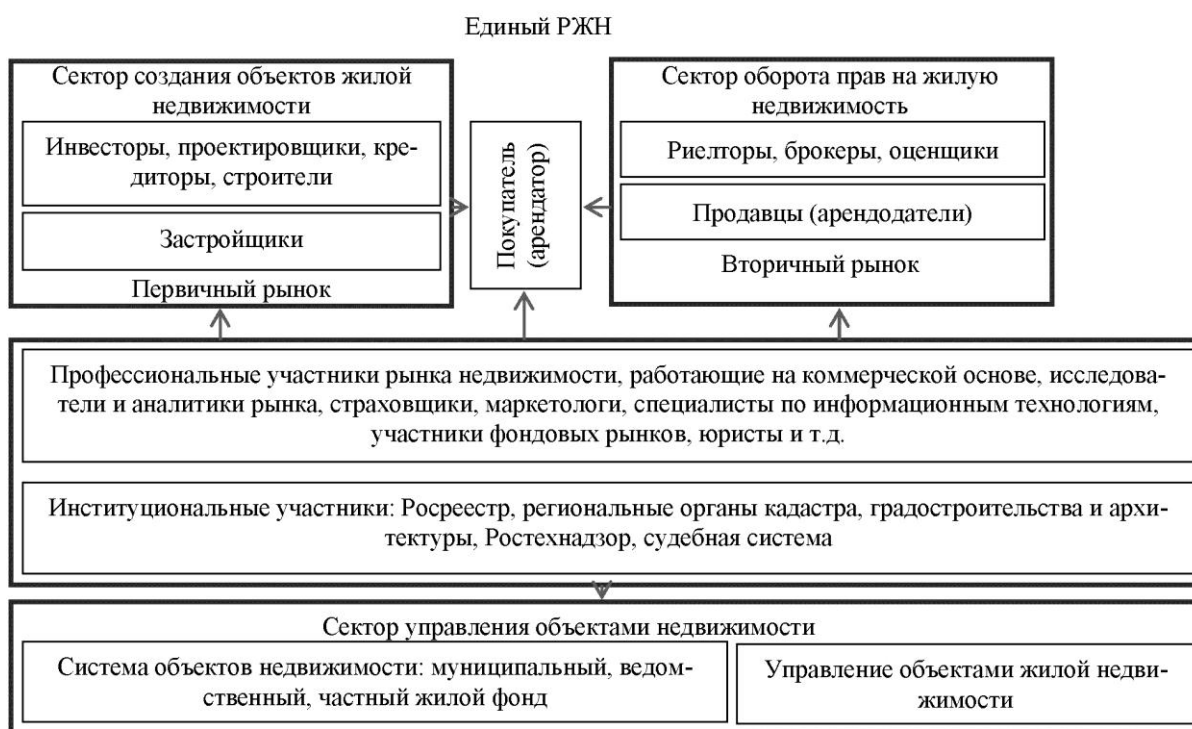 Единый РЖН
Сектор создания объектов жилой
недвижимости
Инвесторы, проектировщики, кре-
диторы, строители
Застройщики
Первичный рынок
Покупатель
(арендатор)
Сектор оборота прав на жилую
недвижимость
Риелторы, брокеры, оценщики
Продавцы (арендодатели)
Вторичный рынок
Профессиональные участники рынка недвижимости, работающие на коммерческой основе, исследова-
тели и аналитики рынка, страховщики, маркетологи, специалисты по информационным технологиям,
участники фондовых рынков, юристы и т.д.
Институциональные участники: Росреестр, региональные органы кадастра, градостроительства и архи-
тектуры, Ростехнадзор, судебная система
Сектор управления объектами недвижимости
Система объектов недвижимости: муниципальный, ведом-
ственный, частный жилой фонд
Управление объектами жилой недви-
жимости